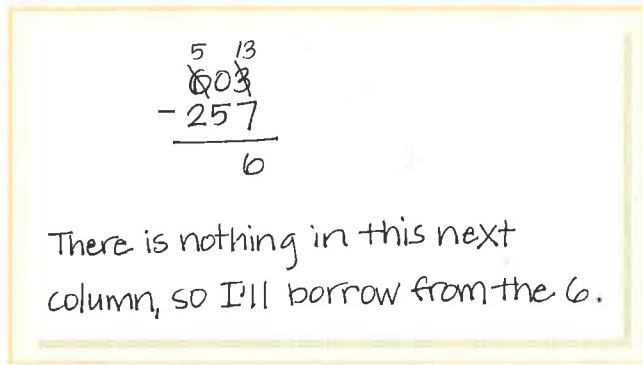 5 13
603
- 257
6
There is nothing in this next
column, so I'll borrow from the 6.